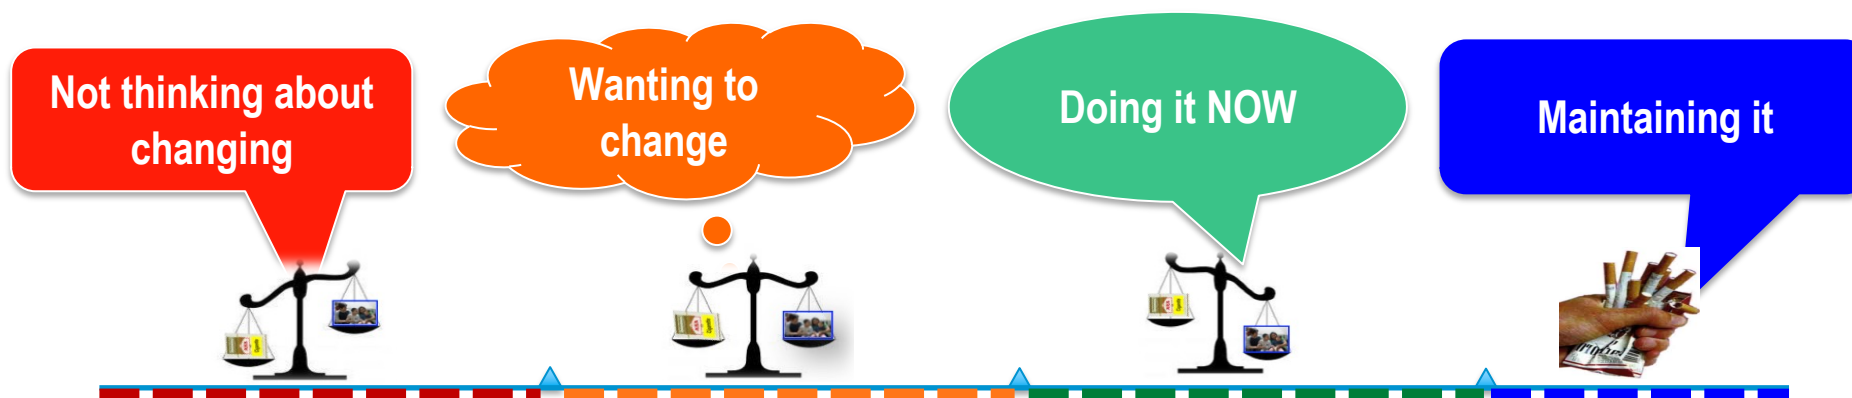 Not thinking about
changing
Wanting to
change
Doing it NOW
Maintaining it